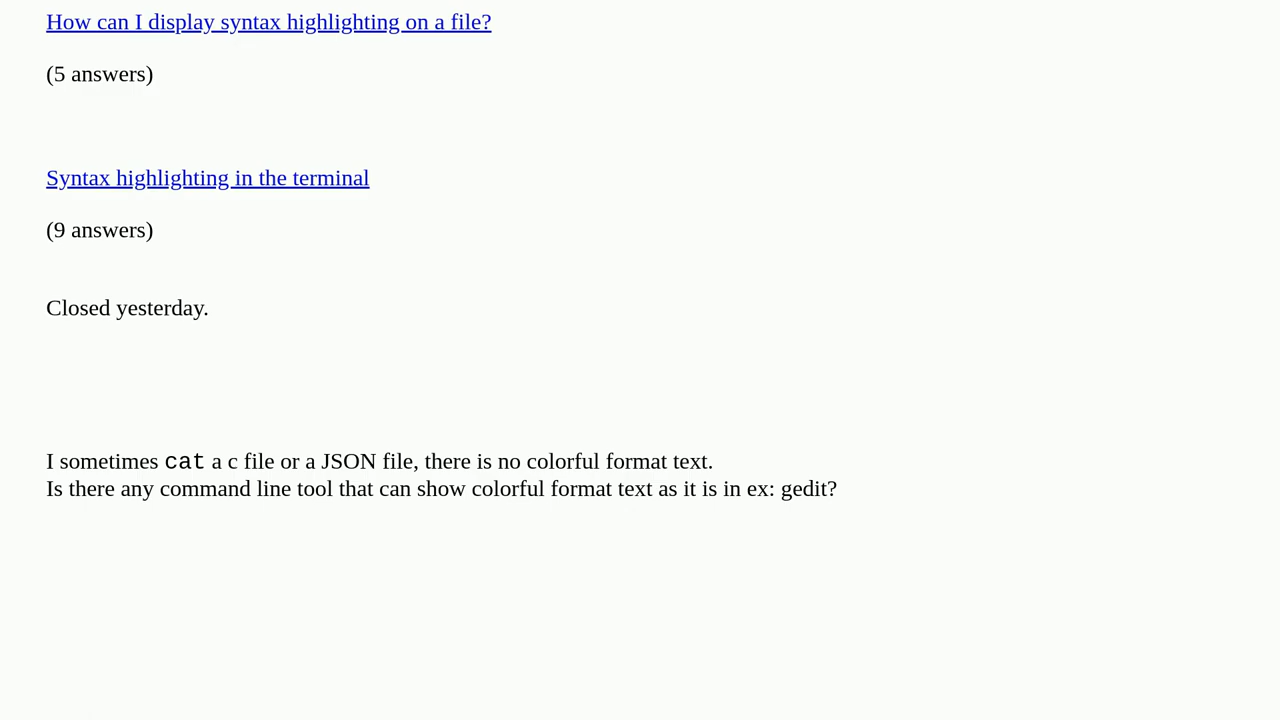 How can I display syntax highlighting on a file?
(5 answers)
Syntax highlighting in the terminal
(9 answers)
Closed yesterday.
I sometimes cat a c file or a JSON file, there is no colorful format text.
Is there any command line tool that can show colorful format text as it is in ex: gedit?